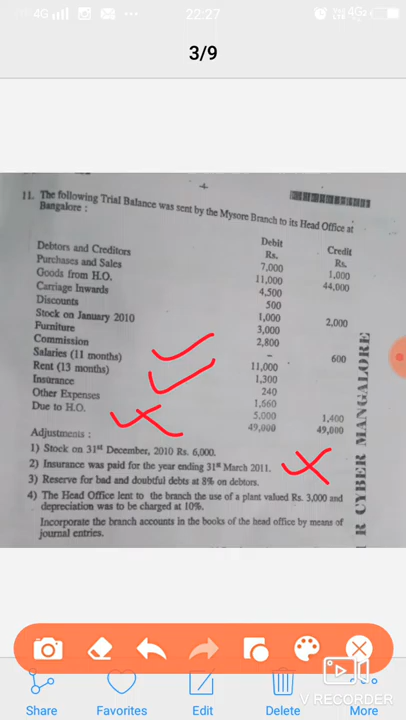 4G
22:27
4G
3/9
-4-
11. The following Trial Balance was sent by the Mysore Branch to its Head Office at
Bangalore :
Debit Credit
Rs. Rs.
Debtors and Creditors 7,000 1,000
Purchases and Sales 11,000 44,000
Goods from H.O. 4,500
Carriage Inwards 500
Discounts 1,000 2,000
Stock on January 2010 3,000
Furniture 2,800
Commission – 600
Salaries (11 months) 11,000
Rent (13 months) 1,300
Insurance 240
Other Expenses 1,660
Due to H.O. 5,000 1,400
49,000 49,000
Adjustments :
1) Stock on 31st December, 2010 Rs. 6,000.
2) Insurance was paid for the year ending 31st March 2011.
3) Reserve for bad and doubtful debts at 8% on debtors.
4) The Head Office lent to the branch the use of a plant valued Rs. 3,000 and
depreciation was to be charged at 10%.
Incorporate the branch accounts in the books of the head office by means of
journal entries.
R CYBER MANGALORE
V RECORDER
Share Favorites Edit Delete More